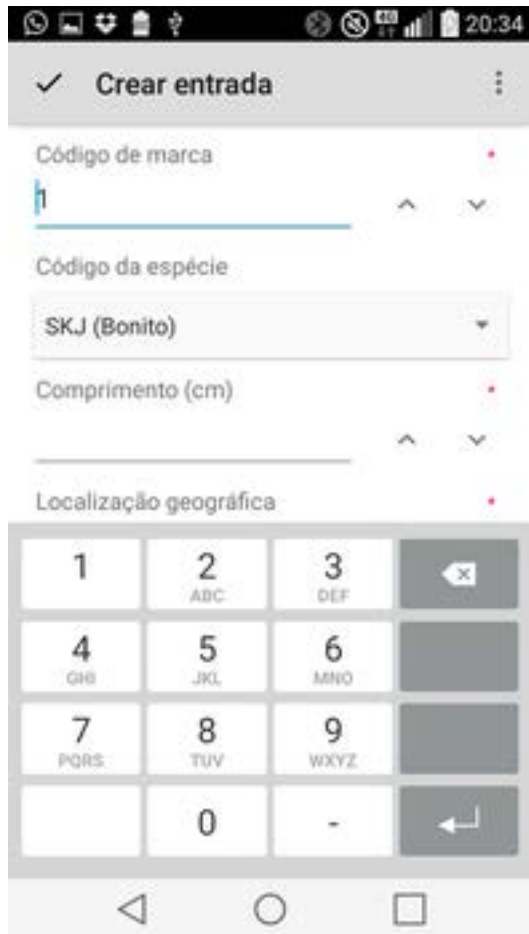 4G 20:34
Crear entrada
Código de marca *
1
Código da espécie
SKJ (Bonito)
Comprimento (cm) *
Localização geográfica *
1 2 3
ABC DEF
4 5 6
GHI JKL MNO
7 8 9
PQRS TUV WXYZ
0 -